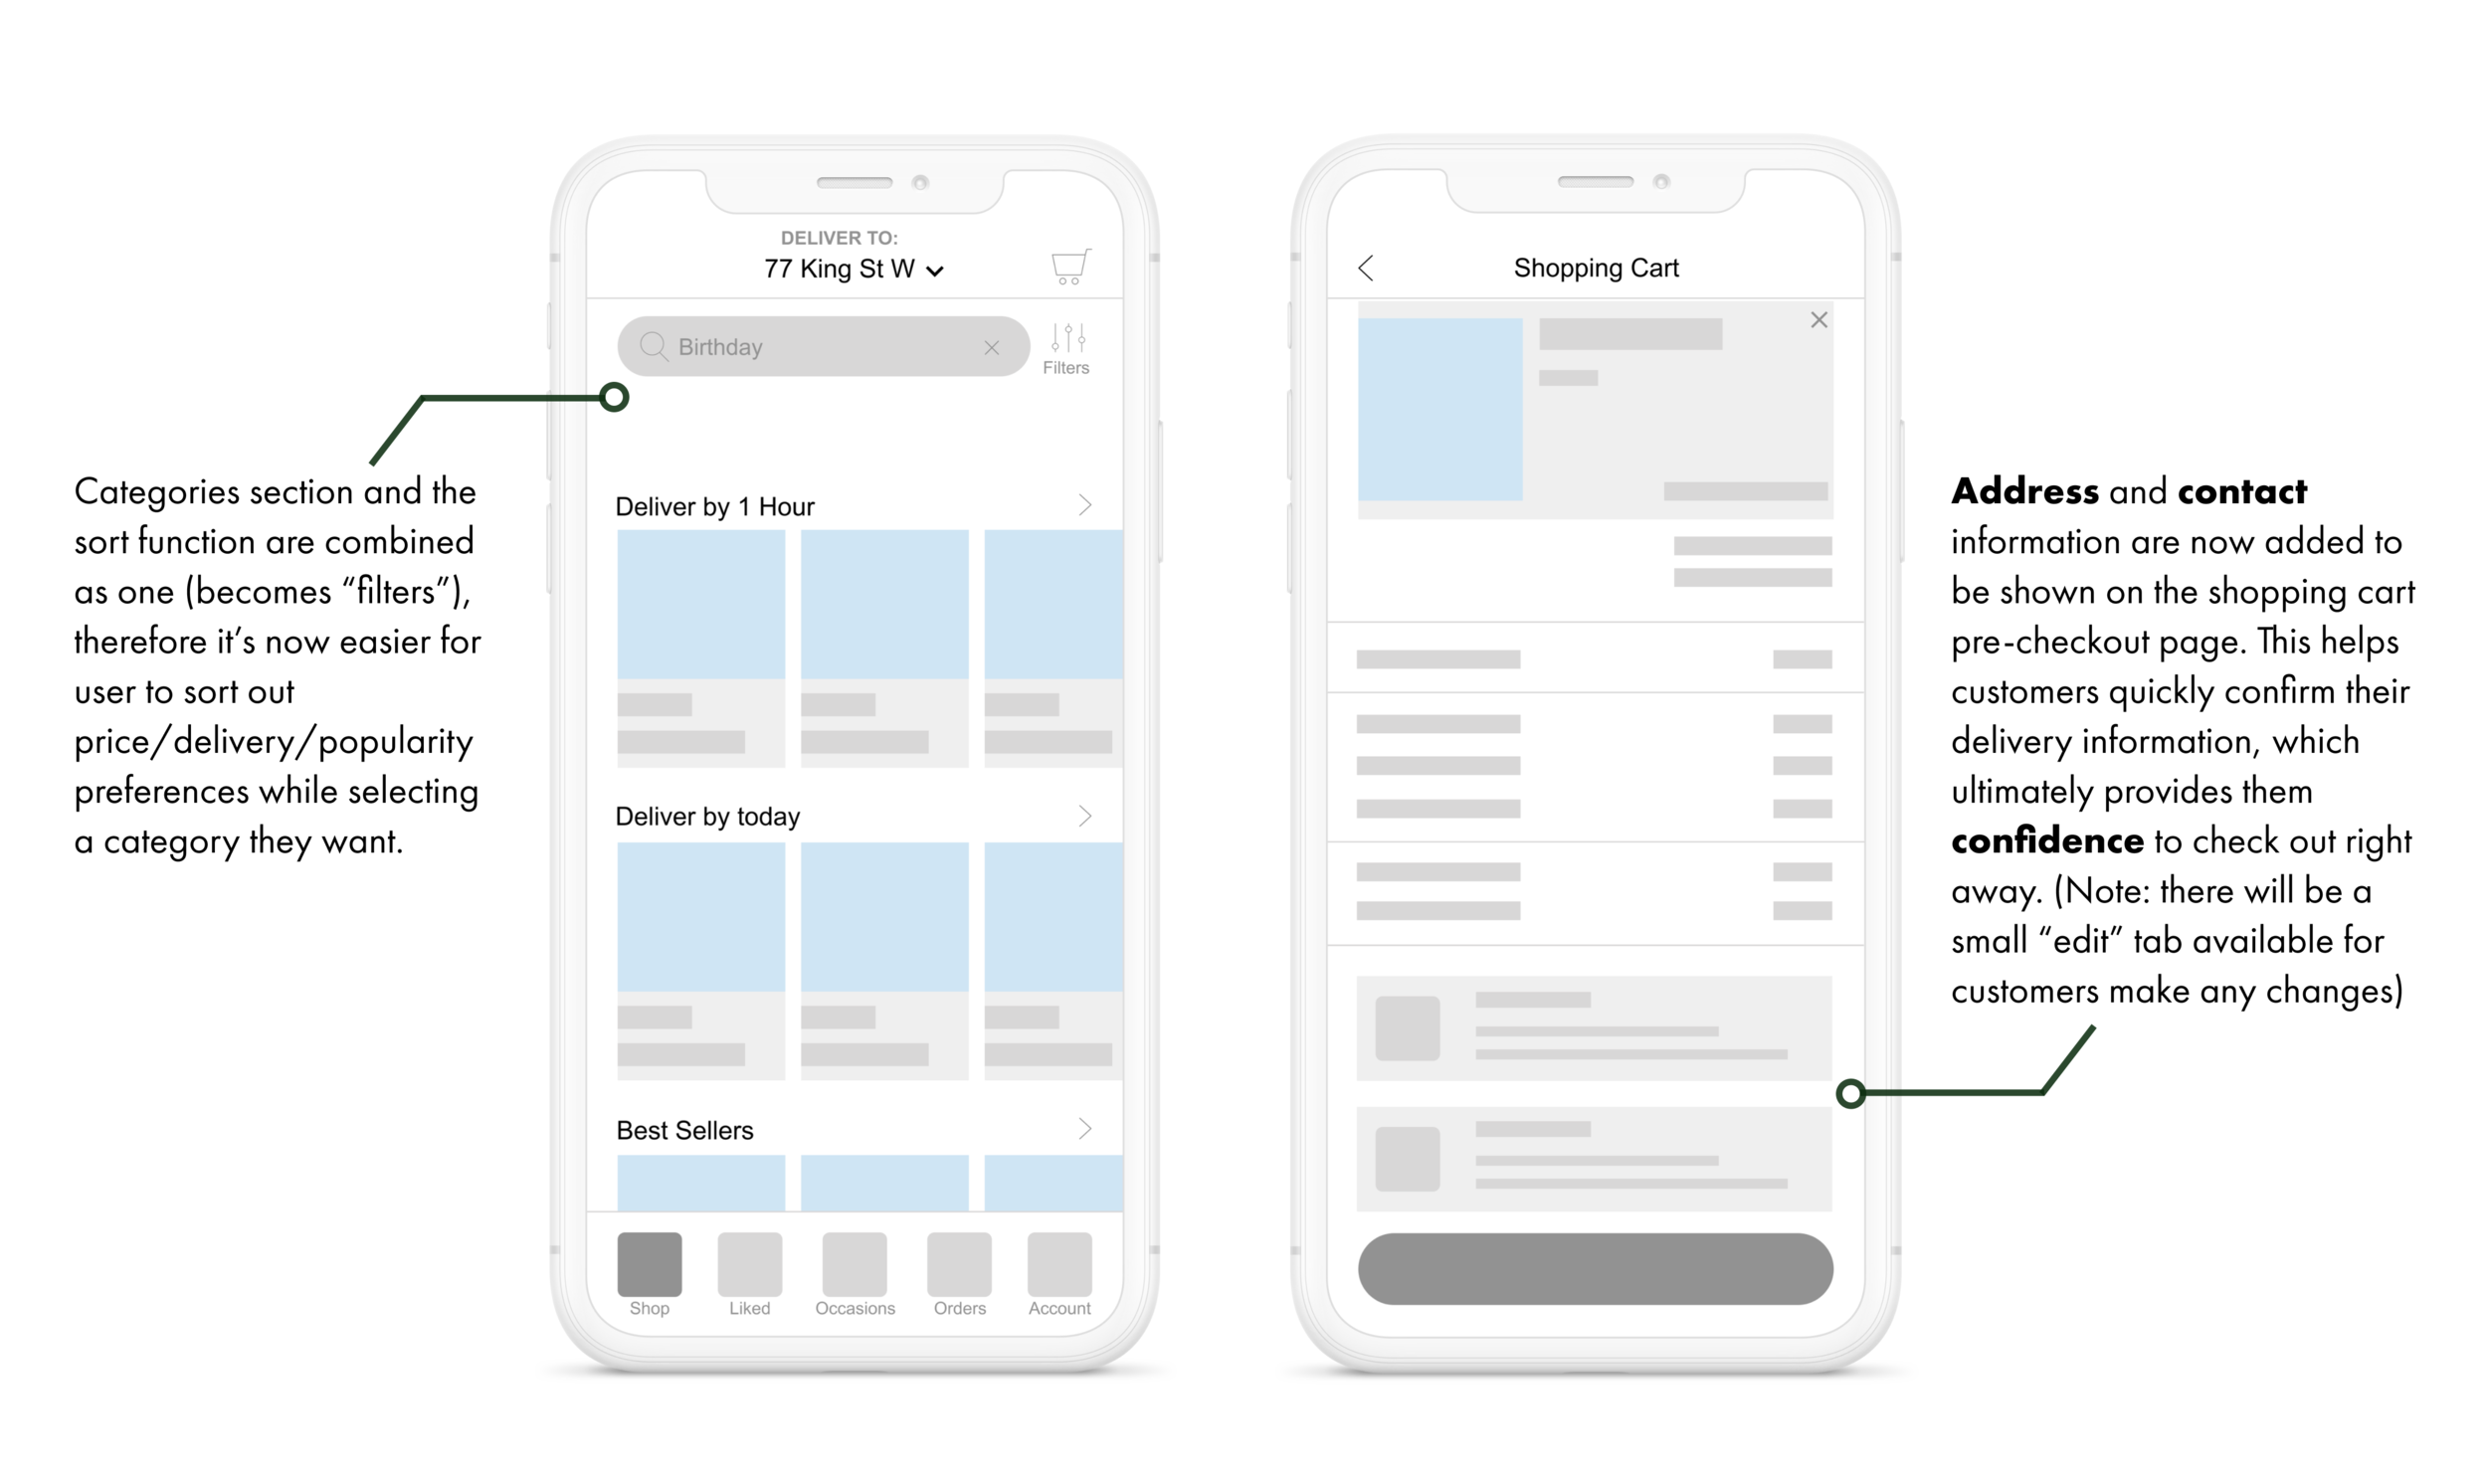 Categories section and the
sort function are combined
as one (becomes “filters”),
therefore it’s now easier for
user to sort out
price/delivery/popularity
preferences while selecting
a category they want.
DELIVER TO:
77 King St W
Birthday
Filters
Deliver by 1 Hour
Deliver by today
Best Sellers
Shop
Liked
Occasions
Orders
Account
Shopping Cart
Address and contact
information are now added to
be shown on the shopping cart
pre-checkout page. This helps
customers quickly confirm their
delivery information, which
ultimately provides them
confidence to check out right
away. (Note: there will be a
small “edit” tab available for
customers make any changes)